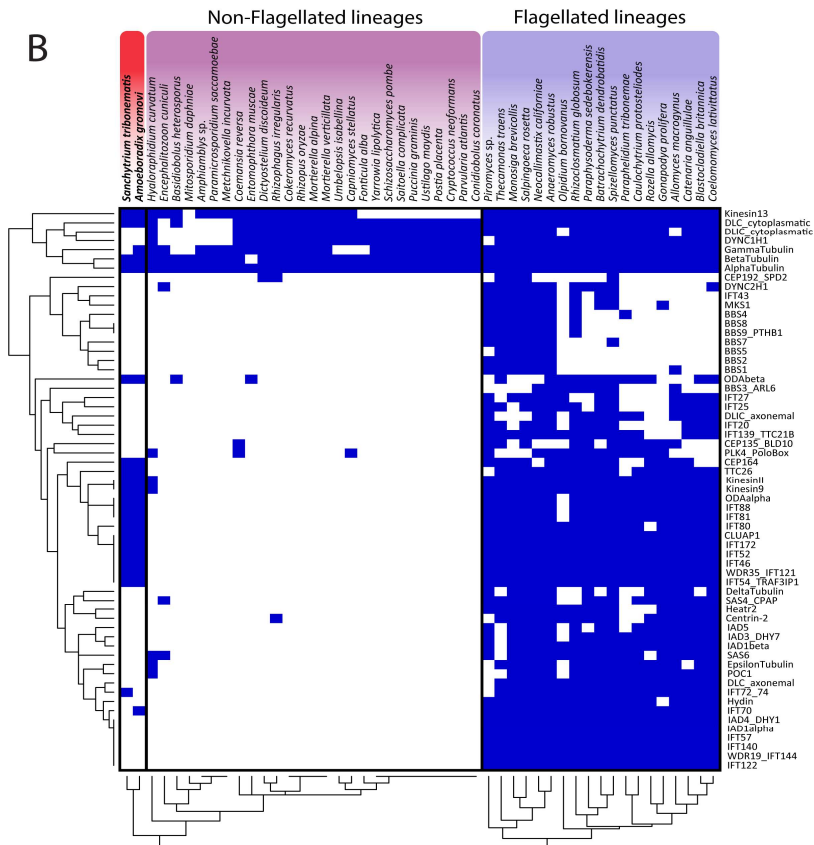 B
Non-Flagellated lineages
Flagellated lineages
Sanchytrium tribonematis
Amoeboradix gromovi
Hyaloraphidium curvatum
Encephalitozoon cuniculi
Basidiobolus heterosporus
Mitosporidium daphniae
Amphiamblys sp.
Paramicrosporidium saccamoebae
Metchnikovella incurvata
Coemansia reversa
Entomophthora muscae
Dictyostelium discoideum
Rhizophagus irregularis
Cokeromyces recurvatus
Rhizopus oryzae
Mortierella alpina
Mortierella verticillata
Umbelopsis isabellina
Capniomyces stellatus
Fonticula alba
Yarrowia lipolytica
Schizosaccharomyces pombe
Saitoella complicata
Puccinia graminis
Ustilago maydis
Postia placenta
Cryptococcus neoformans
Parvularia atlantis
Conidiobolus coronatus
Piromyces sp.
Thecamonas traens
Monosiga brevicollis
Salpingoeca rosetta
Neocallimastix californiae
Anaeromyces robustus
Olpidium bornovanus
Rhizoclosmatium globosum
Paraphysoderma sedebokerensis
Batrachochytrium dendrobatidis
Spizellomyces punctatus
Paraphelidium tribonemae
Caulochytrium protosteliodes
Rozella allomycis
Gonapodya prolifera
Allomyces macrogynus
Catenaria anguillulae
Blastocladiella britannica
Coelomomyces lativittatus
Kinesin13
DLC_cytoplasmatic
DLIC_cytoplasmatic
DYNC1H1
GammaTubulin
BetaTubulin
AlphaTubulin
CEP192_SPD2
DYNC2H1
IFT43
MKS1
BBS4
BBS8
BBS9_PTHB1
BBS7
BBS5
BBS2
BBS1
ODAbeta
BBS3_ARL6
IFT27
IFT25
DLIC_axonemal
IFT20
IFT139_TTC21B
CEP135_BLD10
PLK4_PoloBox
CEP164
TTC26
KinesinII
Kinesin9
ODAalpha
IFT88
IFT81
IFT80
CLUAP1
IFT172
IFT52
IFT46
WDR35_IFT121
IFT54_TRAF3IP1
DeltaTubulin
SAS4_CPAP
Heatr2
Centrin-2
IAD5
IAD3_DHY7
IAD1beta
SAS6
EpsilonTubulin
POC1
DLC_axonemal
IFT72_74
Hydin
IFT70
IAD4_DHY1
IAD1alpha
IFT57
IFT140
WDR19_IFT144
IFT122